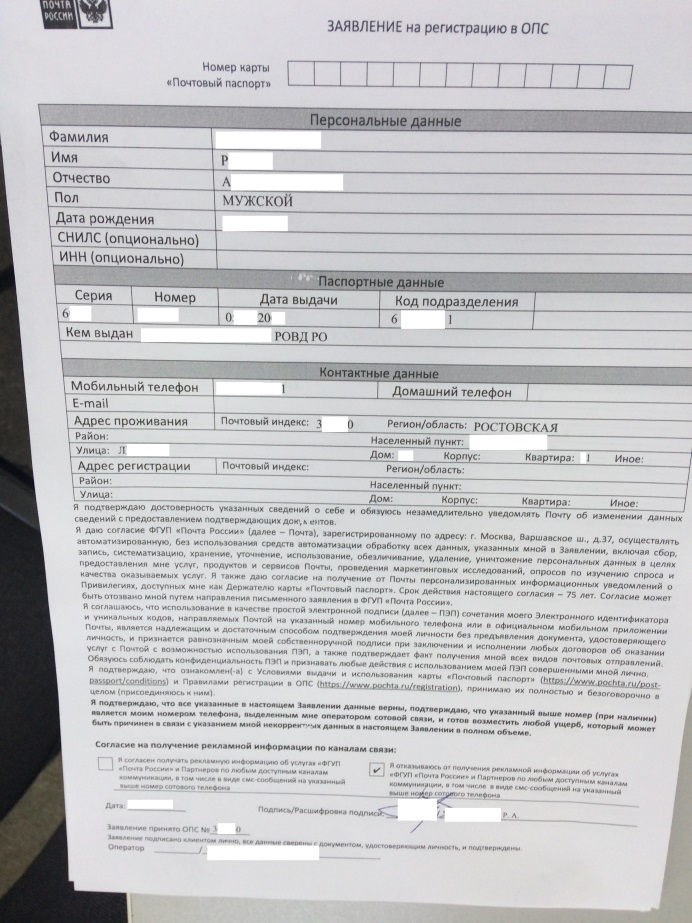 ПОЧТА
РОССИИ
ЗАЯВЛЕНИЕ на регистрацию в ОПС
Номер карты
«Почтовый паспорт»
Персональные данные
Фамилия
Имя Р
Отчество А
Пол МУЖСКОЙ
Дата рождения
СНИЛС (опционально)
ИНН (опционально)
Паспортные данные
Серия Номер Дата выдачи Код подразделения
6 0 20 6 1
Кем выдан РОВД РО
Контактные данные
Мобильный телефон 1 Домашний телефон
E-mail
Адрес проживания Почтовый индекс: 3 0 Регион/область: РОСТОВСКАЯ
Район: Населенный пункт:
Улица: Л Дом: Корпус: Квартира: 1 Иное:
Адрес регистрации Почтовый индекс: Регион/область:
Район: Населенный пункт:
Улица: Дом: Корпус: Квартира: Иное:
Я подтверждаю достоверность указанных сведений о себе и обязуюсь незамедлительно уведомлять Почту об изменении данных
сведений с предоставлением подтверждающих документов.
Я даю согласие ФГУП «Почта России» (далее – Почта), зарегистрированному по адресу: г. Москва, Варшавское ш., д.37, осуществлять
автоматизированную, без использования средств автоматизации обработку всех данных, указанных мной в Заявлении, включая сбор,
запись, систематизацию, хранение, уточнение, использование, обезличивание, удаление, уничтожение персональных данных в целях
предоставления мне услуг, продуктов и сервисов Почты, проведения маркетинговых исследований, опросов по изучению спроса и
качества оказываемых услуг. Я также даю согласие на получение от Почты персонализированных информационных уведомлений о
Привилегиях, доступных мне как Держателю карты «Почтовый паспорт». Срок действия настоящего согласия – 75 лет. Согласие может
быть отозвано мной путем направления письменного заявления в ФГУП «Почта России».
Я соглашаюсь, что использование в качестве простой электронной подписи (далее – ПЭП) сочетания моего Электронного идентификатора
и уникальных кодов, направляемых Почтой на указанный номер мобильного телефона или в официальном мобильном приложении
Почты, является надлежащим и достаточным способом подтверждения моей личности без предъявления документа, удостоверяющего
личность, и признается равнозначным моей собственноручной подписи при заключении и исполнении любых договоров об оказании
услуг с Почтой с возможностью использования ПЭП, а также подтверждает факт получения мной всех видов почтовых отправлений.
Обязуюсь соблюдать конфиденциальность ПЭП и признавать любые действия с использованием моей ПЭП совершенными мной лично.
Я подтверждаю, что ознакомлен(-а) с Условиями выдачи и использования карты «Почтовый паспорт» (https://www.pochta.ru/post-
passport/conditions) и Правилами регистрации в ОПС (https://www.pochta.ru/registration), принимаю их полностью и безоговорочно в
целом (присоединяюсь к ним).
Я подтверждаю, что все указанные в настоящем Заявлении данные верны, подтверждаю, что указанный выше номер (при наличии)
является моим номером телефона, выделенным мне оператором сотовой связи, и готов возместить любой ущерб, который может
быть причинен в связи с указанием мной некорректных данных в настоящем Заявлении в полном объеме.
Согласие на получение рекламной информации по каналам связи:
Я согласен получать рекламную информацию об услугах «ФГУП
«Почта России» и Партнеров по любым доступным каналам
коммуникации, в том числе в виде смс-сообщений на указанный
выше номер сотового телефона
✓ Я отказываюсь от получения рекламной информации об услугах
«ФГУП «Почта России» и Партнеров по любым доступным каналам
коммуникации, в том числе в виде смс-сообщений на указанный
выше номер сотового телефона
Дата: Подпись/Расшифровка подписи: / Р. А.
Заявление принято ОПС № 3 0
Заявление подписано клиентом лично, все данные сверены с документом, удостоверяющим личность, и подтверждены.
Оператор /